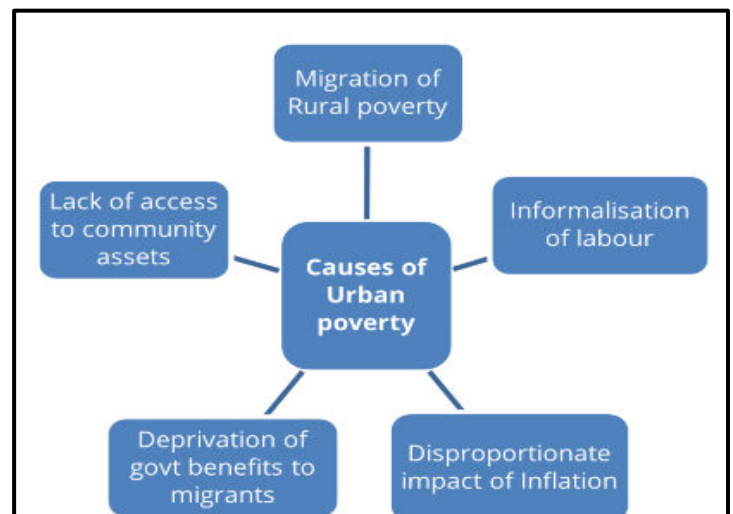 Migration of
Rural poverty
Lack of access
to community
assets
Informalisation
of labour
Causes of
Urban
poverty
Deprivation of
govt benefits to
migrants
Disproportionate
impact of Inflation